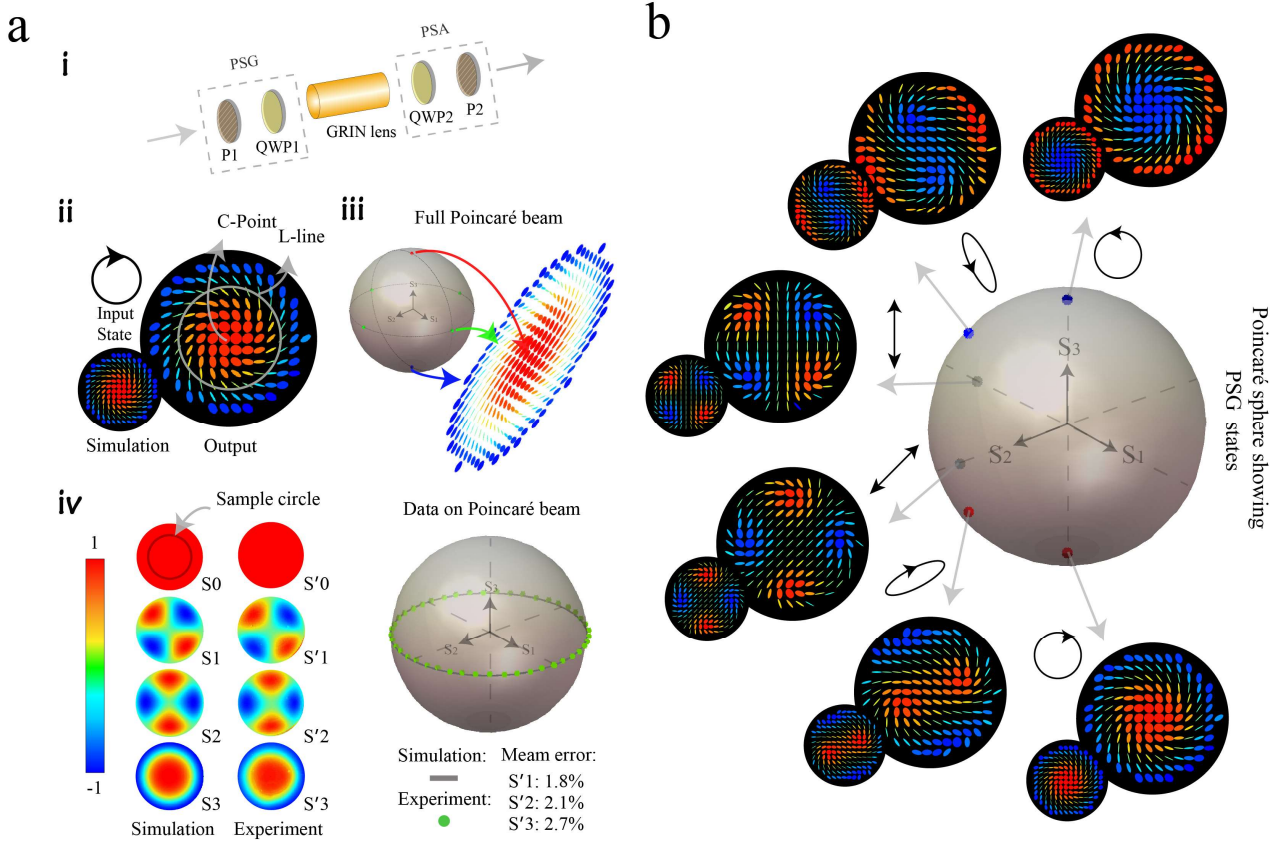 a
i
PSG
PSA
P1
QWP1
GRIN lens
QWP2
P2
ii
C-Point
L-line
Input
State
Simulation
Output
iii
Full Poincaré beam
S3
S2
S1
iv
Sample circle
1
-1
S0
S′0
S1
S′1
S2
S′2
S3
S′3
Simulation
Experiment
Data on Poincaré beam
S3
S2
S1
Simulation:
Experiment:
Meam error:
S′1: 1.8%
S′2: 2.1%
S′3: 2.7%
b
S3
S2
S1
Poincaré sphere showing
PSG states